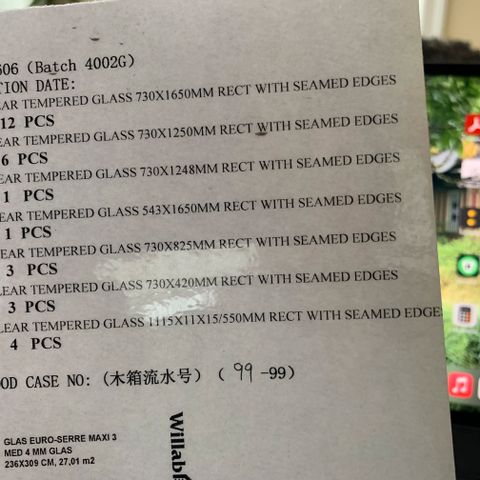 606 (Batch 4002G)
TION DATE:
EAR TEMPERED GLASS 730X1650MM RECT WITH SEAMED EDGES
12 PCS
EAR TEMPERED GLASS 730X1250MM RECT WITH SEAMED EDGES
6 PCS
EAR TEMPERED GLASS 730X1248MM RECT WITH SEAMED EDGES
1 PCS
EAR TEMPERED GLASS 543X1650MM RECT WITH SEAMED EDGES
1 PCS
EAR TEMPERED GLASS 730X825MM RECT WITH SEAMED EDGES
3 PCS
LEAR TEMPERED GLASS 730X420MM RECT WITH SEAMED EDGES
3 PCS
LEAR TEMPERED GLASS 1115X11X15/550MM RECT WITH SEAMED EDGES
4 PCS
OD CASE NO: (木箱流水号) ( 99 -99)
GLAS EURO-SERRE MAXI 3
MED 4 MM GLAS
236X309 CM, 27,01 m2
Willab